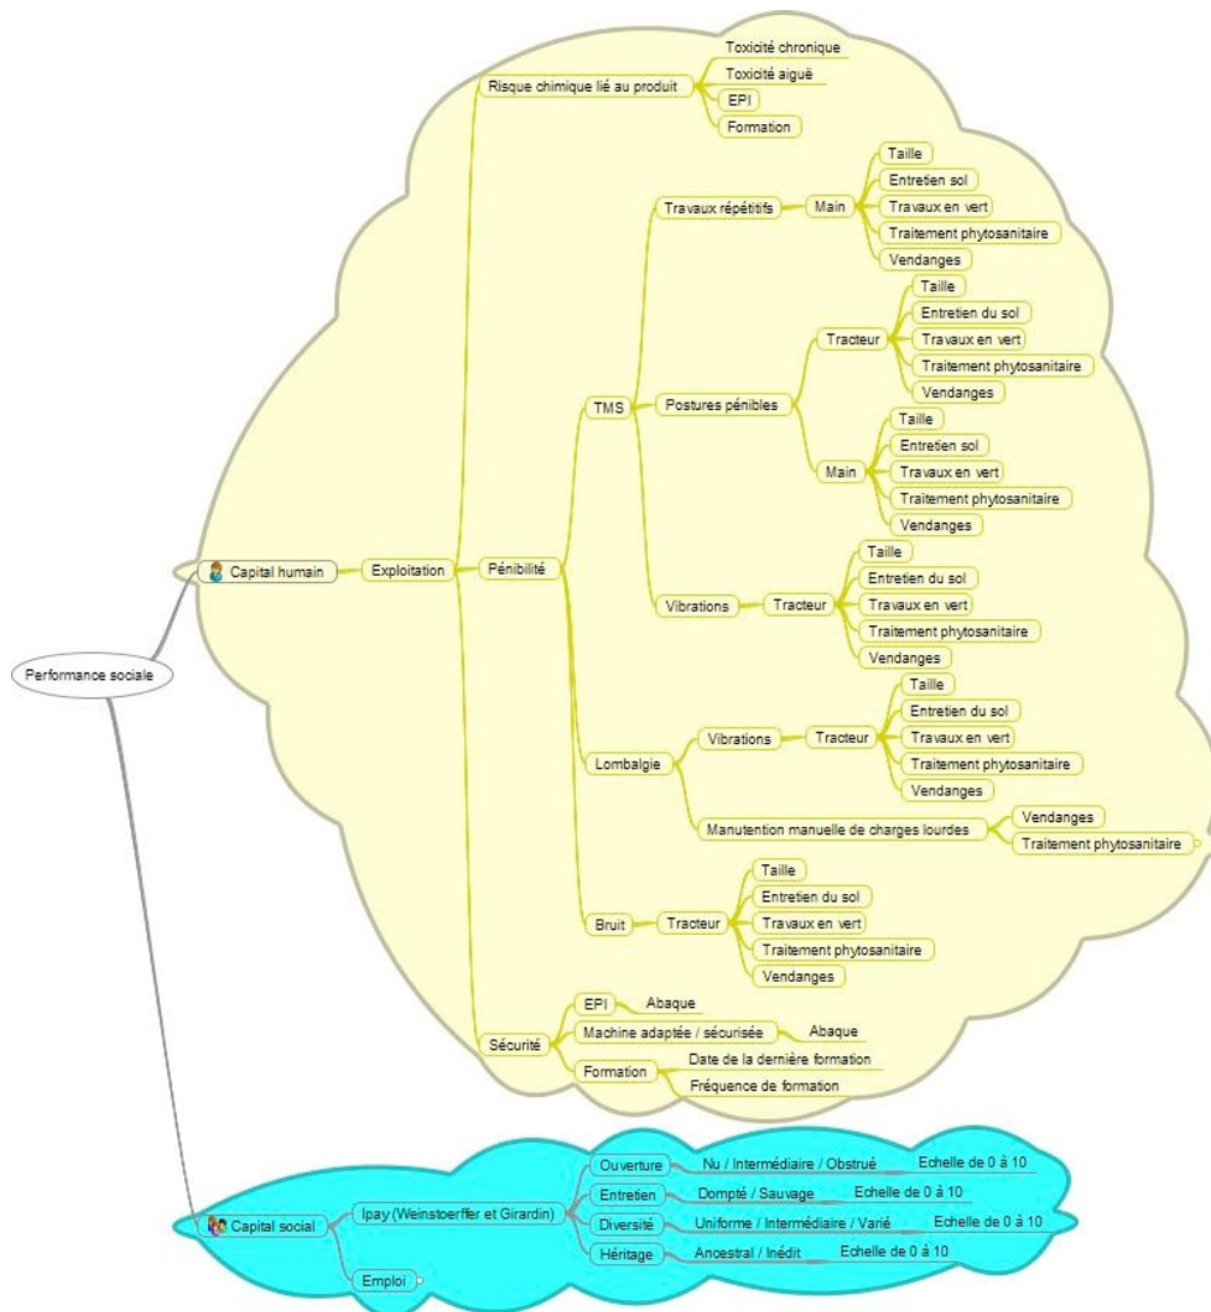 Performance sociale
Capital humain
Exploitation
Risque chimique lié au produit
Toxicité chronique
Toxicité aiguë
EPI
Formation
Pénibilité
TMS
Travaux répétitifs
Main
Taille
Entretien sol
Travaux en vert
Traitement phytosanitaire
Vendanges
Postures pénibles
Tracteur
Taille
Entretien du sol
Travaux en vert
Traitement phytosanitaire
Vendanges
Main
Taille
Entretien sol
Travaux en vert
Traitement phytosanitaire
Vendanges
Vibrations
Tracteur
Taille
Entretien du sol
Travaux en vert
Traitement phytosanitaire
Vendanges
Lombalgie
Vibrations
Tracteur
Taille
Entretien du sol
Travaux en vert
Traitement phytosanitaire
Vendanges
Manutention manuelle de charges lourdes
Vendanges
Traitement phytosanitaire
Bruit
Tracteur
Taille
Entretien du sol
Travaux en vert
Traitement phytosanitaire
Vendanges
Sécurité
EPI
Abaque
Machine adaptée / sécurisée
Abaque
Formation
Date de la dernière formation
Fréquence de formation
Capital social
Ipay (Weinstoerffer et Girardin)
Ouverture
Nu / Intermédiaire / Obstrué
Echelle de 0 à 10
Entretien
Dompté / Sauvage
Echelle de 0 à 10
Diversité
Uniforme / Intermédiaire / Varié
Echelle de 0 à 10
Héritage
Ancestral / Inédit
Echelle de 0 à 10
Emploi